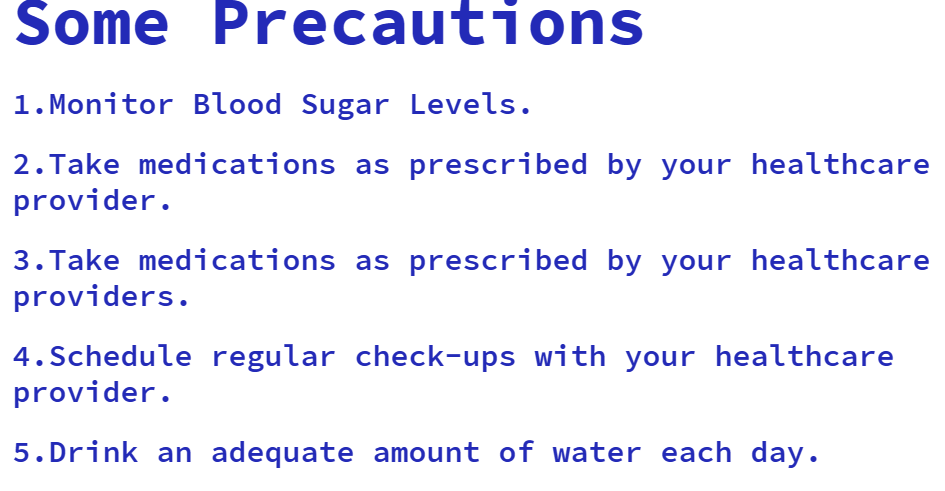 Some Precautions
1.Monitor Blood Sugar Levels.
2.Take medications as prescribed by your healthcare
provider.
3.Take medications as prescribed by your healthcare
providers.
4.Schedule regular check-ups with your healthcare
provider.
5.Drink an adequate amount of water each day.